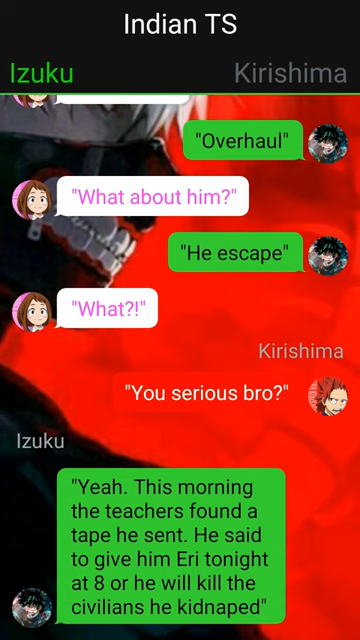 Indian TS
Izuku
Kirishima
"Overhaul"
"What about him?"
"He escape"
"What?!"
Kirishima
"You serious bro?"
Izuku
"Yeah. This morning
the teachers found a
tape he sent. He said
to give him Eri tonight
at 8 or he will kill the
civilians he kidnaped"